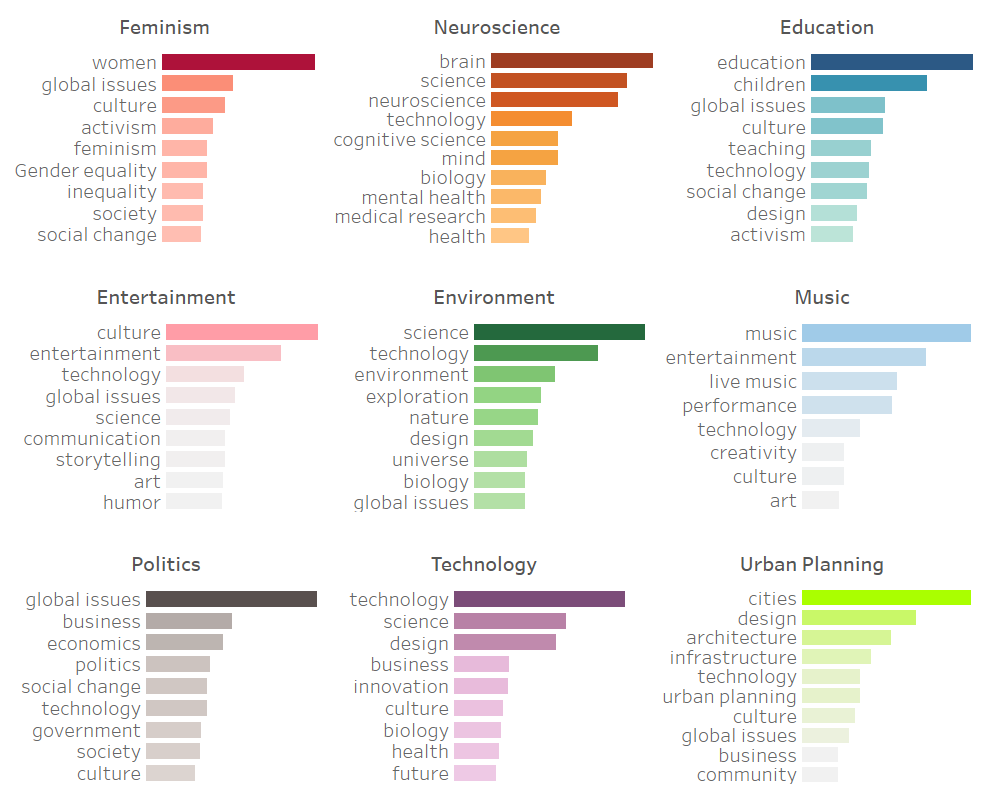 Feminism
women
global issues
culture
activism
feminism
Gender equality
inequality
society
social change
Neuroscience
brain
science
neuroscience
technology
cognitive science
mind
biology
mental health
medical research
health
Education
education
children
global issues
culture
teaching
technology
social change
design
activism
Entertainment
culture
entertainment
technology
global issues
science
communication
storytelling
art
humor
Environment
science
technology
environment
exploration
nature
design
universe
biology
global issues
Music
music
entertainment
live music
performance
technology
creativity
culture
art
Politics
global issues
business
economics
politics
social change
technology
government
society
culture
Technology
technology
science
design
business
innovation
culture
biology
health
future
Urban Planning
cities
design
architecture
infrastructure
technology
urban planning
culture
global issues
business
community